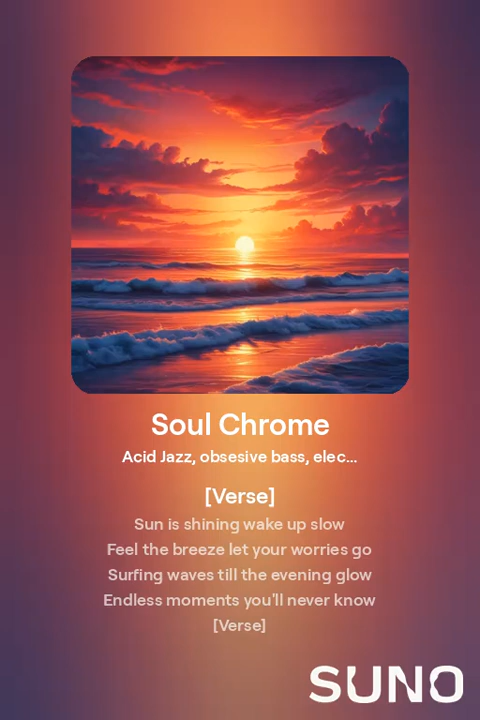 Soul Chrome
Acid Jazz, obsesive bass, elec...
[Verse]
Sun is shining wake up slow
Feel the breeze let your worries go
Surfing waves till the evening glow
Endless moments you'll never know
[Verse]
SUNO